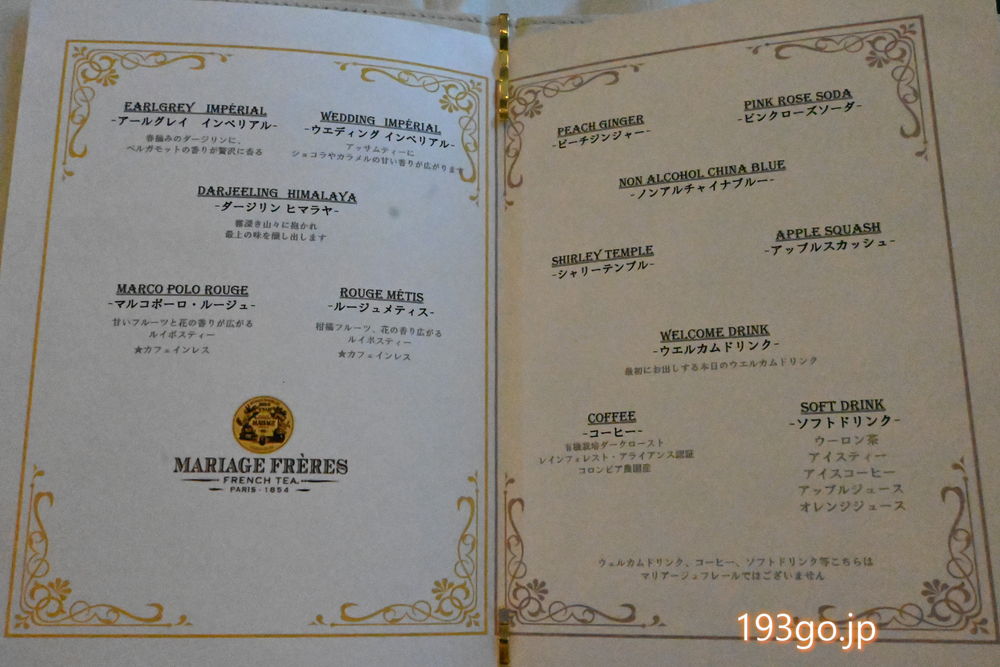 EARLGREY IMPÉRIAL
-アールグレイ インペリアル-
春摘みのダージリンに、
ベルガモットの香りが贅沢に香る
WEDDING IMPÉRIAL
-ウエディング インペリアル-
アッサムティーに
ショコラやカラメルの甘い香りが広がります
DARJEELING HIMALAYA
-ダージリン ヒマラヤ-
霧深き山々に抱かれ
最上の味を醸し出します
MARCO POLO ROUGE
-マルコポーロ・ルージュ-
甘いフルーツと花の香りが広がる
ルイボスティー
★カフェインレス
ROUGE MÉTIS
-ルージュメティス-
柑橘フルーツ、花の香り広がる
ルイボスティー
★カフェインレス
MARIAGE
MARIAGE FRÈRES
FRENCH TEA.
PARIS - 1854
PEACH GINGER
-ピーチジンジャー-
PINK ROSE SODA
-ピンクローズソーダ-
NON ALCOHOL CHINA BLUE
-ノンアルチャイナブルー-
SHIRLEY TEMPLE
-シャリーテンプル-
APPLE SQUASH
-アップルスカッシュ-
WELCOME DRINK
-ウエルカムドリンク-
最初にお出しする本日のウエルカムドリンク
COFFEE
-コーヒー-
有機栽培ダークロースト
レインフォレスト・アライアンス認証
コロンビア農園産
SOFT DRINK
-ソフトドリンク-
ウーロン茶
アイスティー
アイスコーヒー
アップルジュース
オレンジジュース
ウェルカムドリンク、コーヒー、ソフトドリンク等こちらは
マリアージュフレールではございません
193go.jp